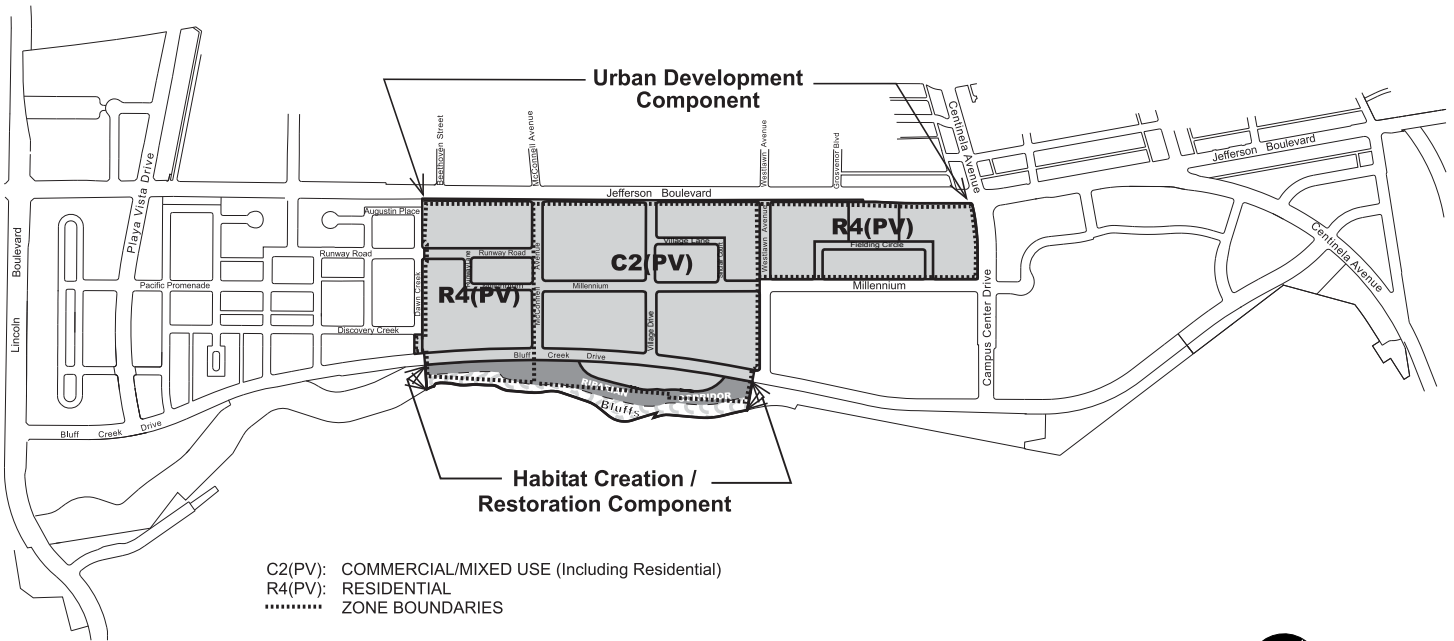 Urban Development
Component
Beethoven Street
McConnell Avenue
Westlawn Avenue
Grosvenor Blvd
Centinela Avenue
Jefferson Boulevard
Jefferson Boulevard
Playa Vista Drive
Augustin Place
Runway Road
Pacific Promenade
Discovery Creek
Dawn Creek
Lincoln Boulevard
Bluff Creek Drive
Runway Road
R4(PV)
McConnell Avenue
C2(PV)
Village Lane
Millennium
Village Drive
Westlawn Avenue
R4(PV)
Fielding Circle
Millennium
Campus Center Drive
Centinela Avenue
Bluff Creek Drive
RIPARIAN CORRIDOR
Bluffs
Habitat Creation /
Restoration Component
C2(PV): COMMERCIAL/MIXED USE (Including Residential)
R4(PV): RESIDENTIAL
ZONE BOUNDARIES